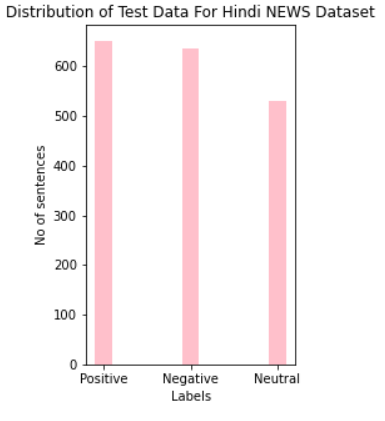 Distribution of Test Data For Hindi NEWS Dataset
No of sentences
600
500
400
300
200
100
0
Positive Negative Neutral
Labels